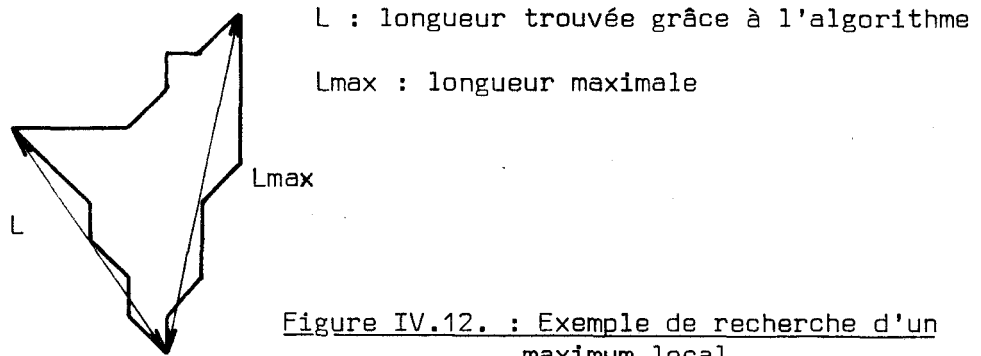 L : longueur trouvée grâce à l'algorithme
Lmax : longueur maximale
Lmax
L
Figure IV.12. : Exemple de recherche d'un
maximum local